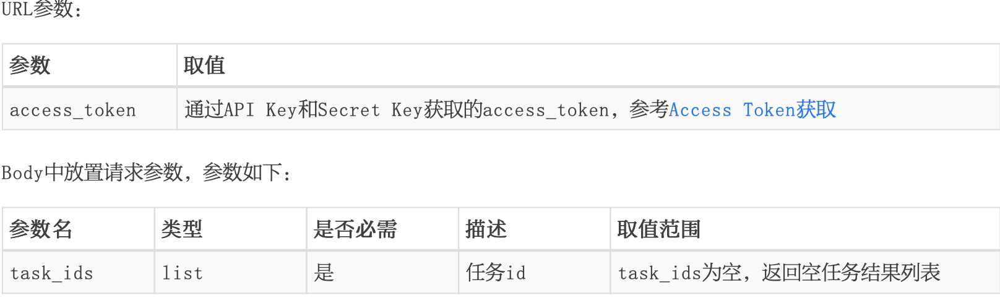 URL参数：
参数 取值
access_token 通过API Key和Secret Key获取的access_token，参考Access Token获取
Body中放置请求参数，参数如下：
参数名 类型 是否必需 描述 取值范围
task_ids list 是 任务id task_ids为空，返回空任务结果列表